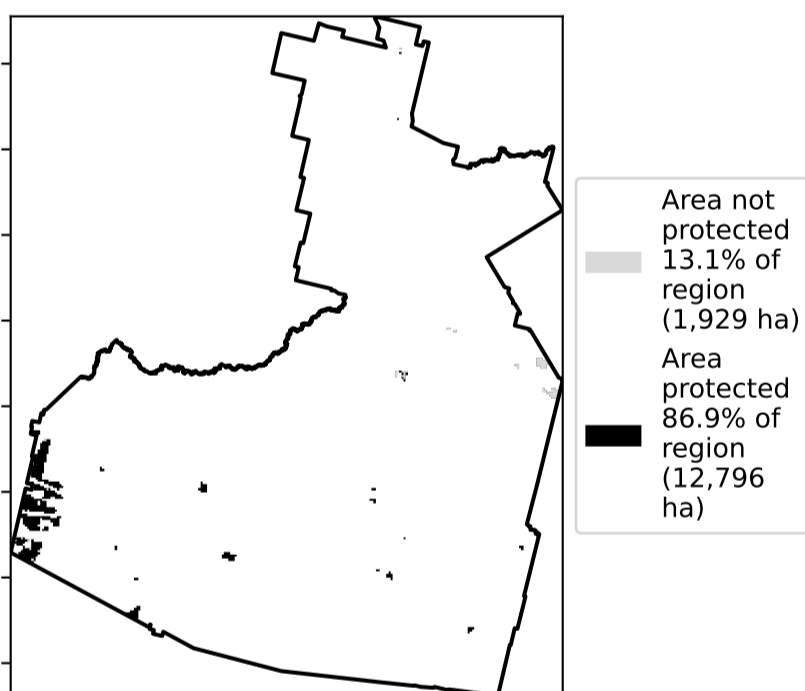 Area not
protected
13.1% of
region
(1,929 ha)
Area
protected
86.9% of
region
(12,796
ha)